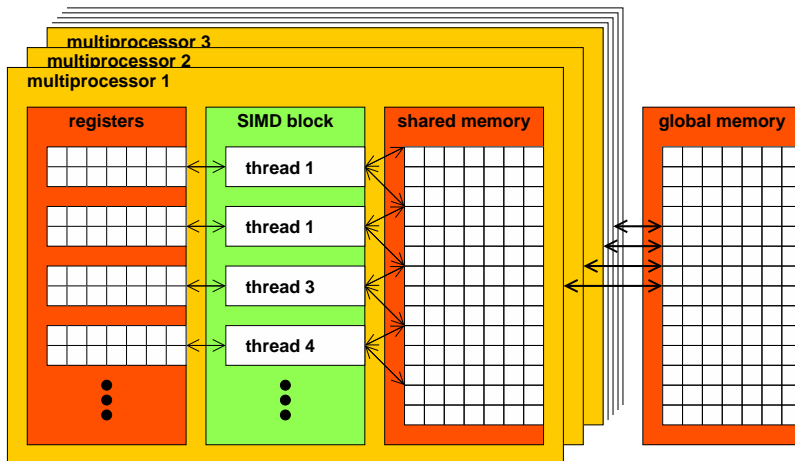 multiprocessor 3
multiprocessor 2
multiprocessor 1
registers
SIMD block
shared memory
global memory
thread 1
thread 1
thread 3
thread 4